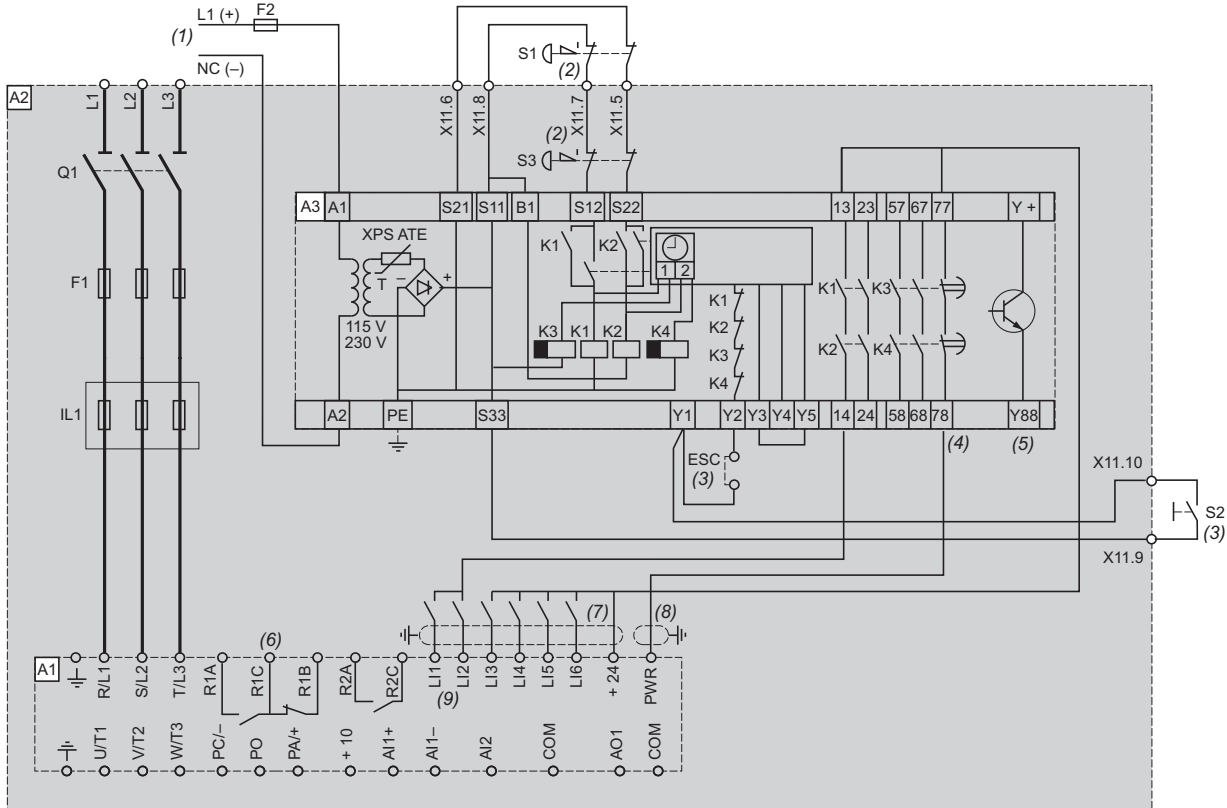 L1 (+)
F2
(1)
NC (–)
S1
(2)
A2
L1
L2
L3
X11.6
X11.8
X11.7
X11.5
(2)
S3
Q1
A3
A1
S21
S11
B1
S12
S22
13
23
57
67
77
Y +
XPS ATE
T
–
+
115 V
230 V
K1
K2
1
2
K3
K1
K2
K4
K1
K2
K3
K4
K1
K3
K2
K4
F1
IL1
A2
PE
S33
Y1
Y2
Y3
Y4
Y5
14
24
58
68
78
Y88
(4)
(5)
ESC
(3)
X11.10
S2
(3)
X11.9
(7)
(8)
(6)
A1
R/L1
S/L2
T/L3
R1A
R1C
R1B
R2A
R2C
LI1
LI2
LI3
LI4
LI5
LI6
+ 24
PWR
(9)
U/T1
V/T2
W/T3
PC/–
PO
PA/+
+ 10
AI1+
AI1–
AI2
COM
AO1
COM